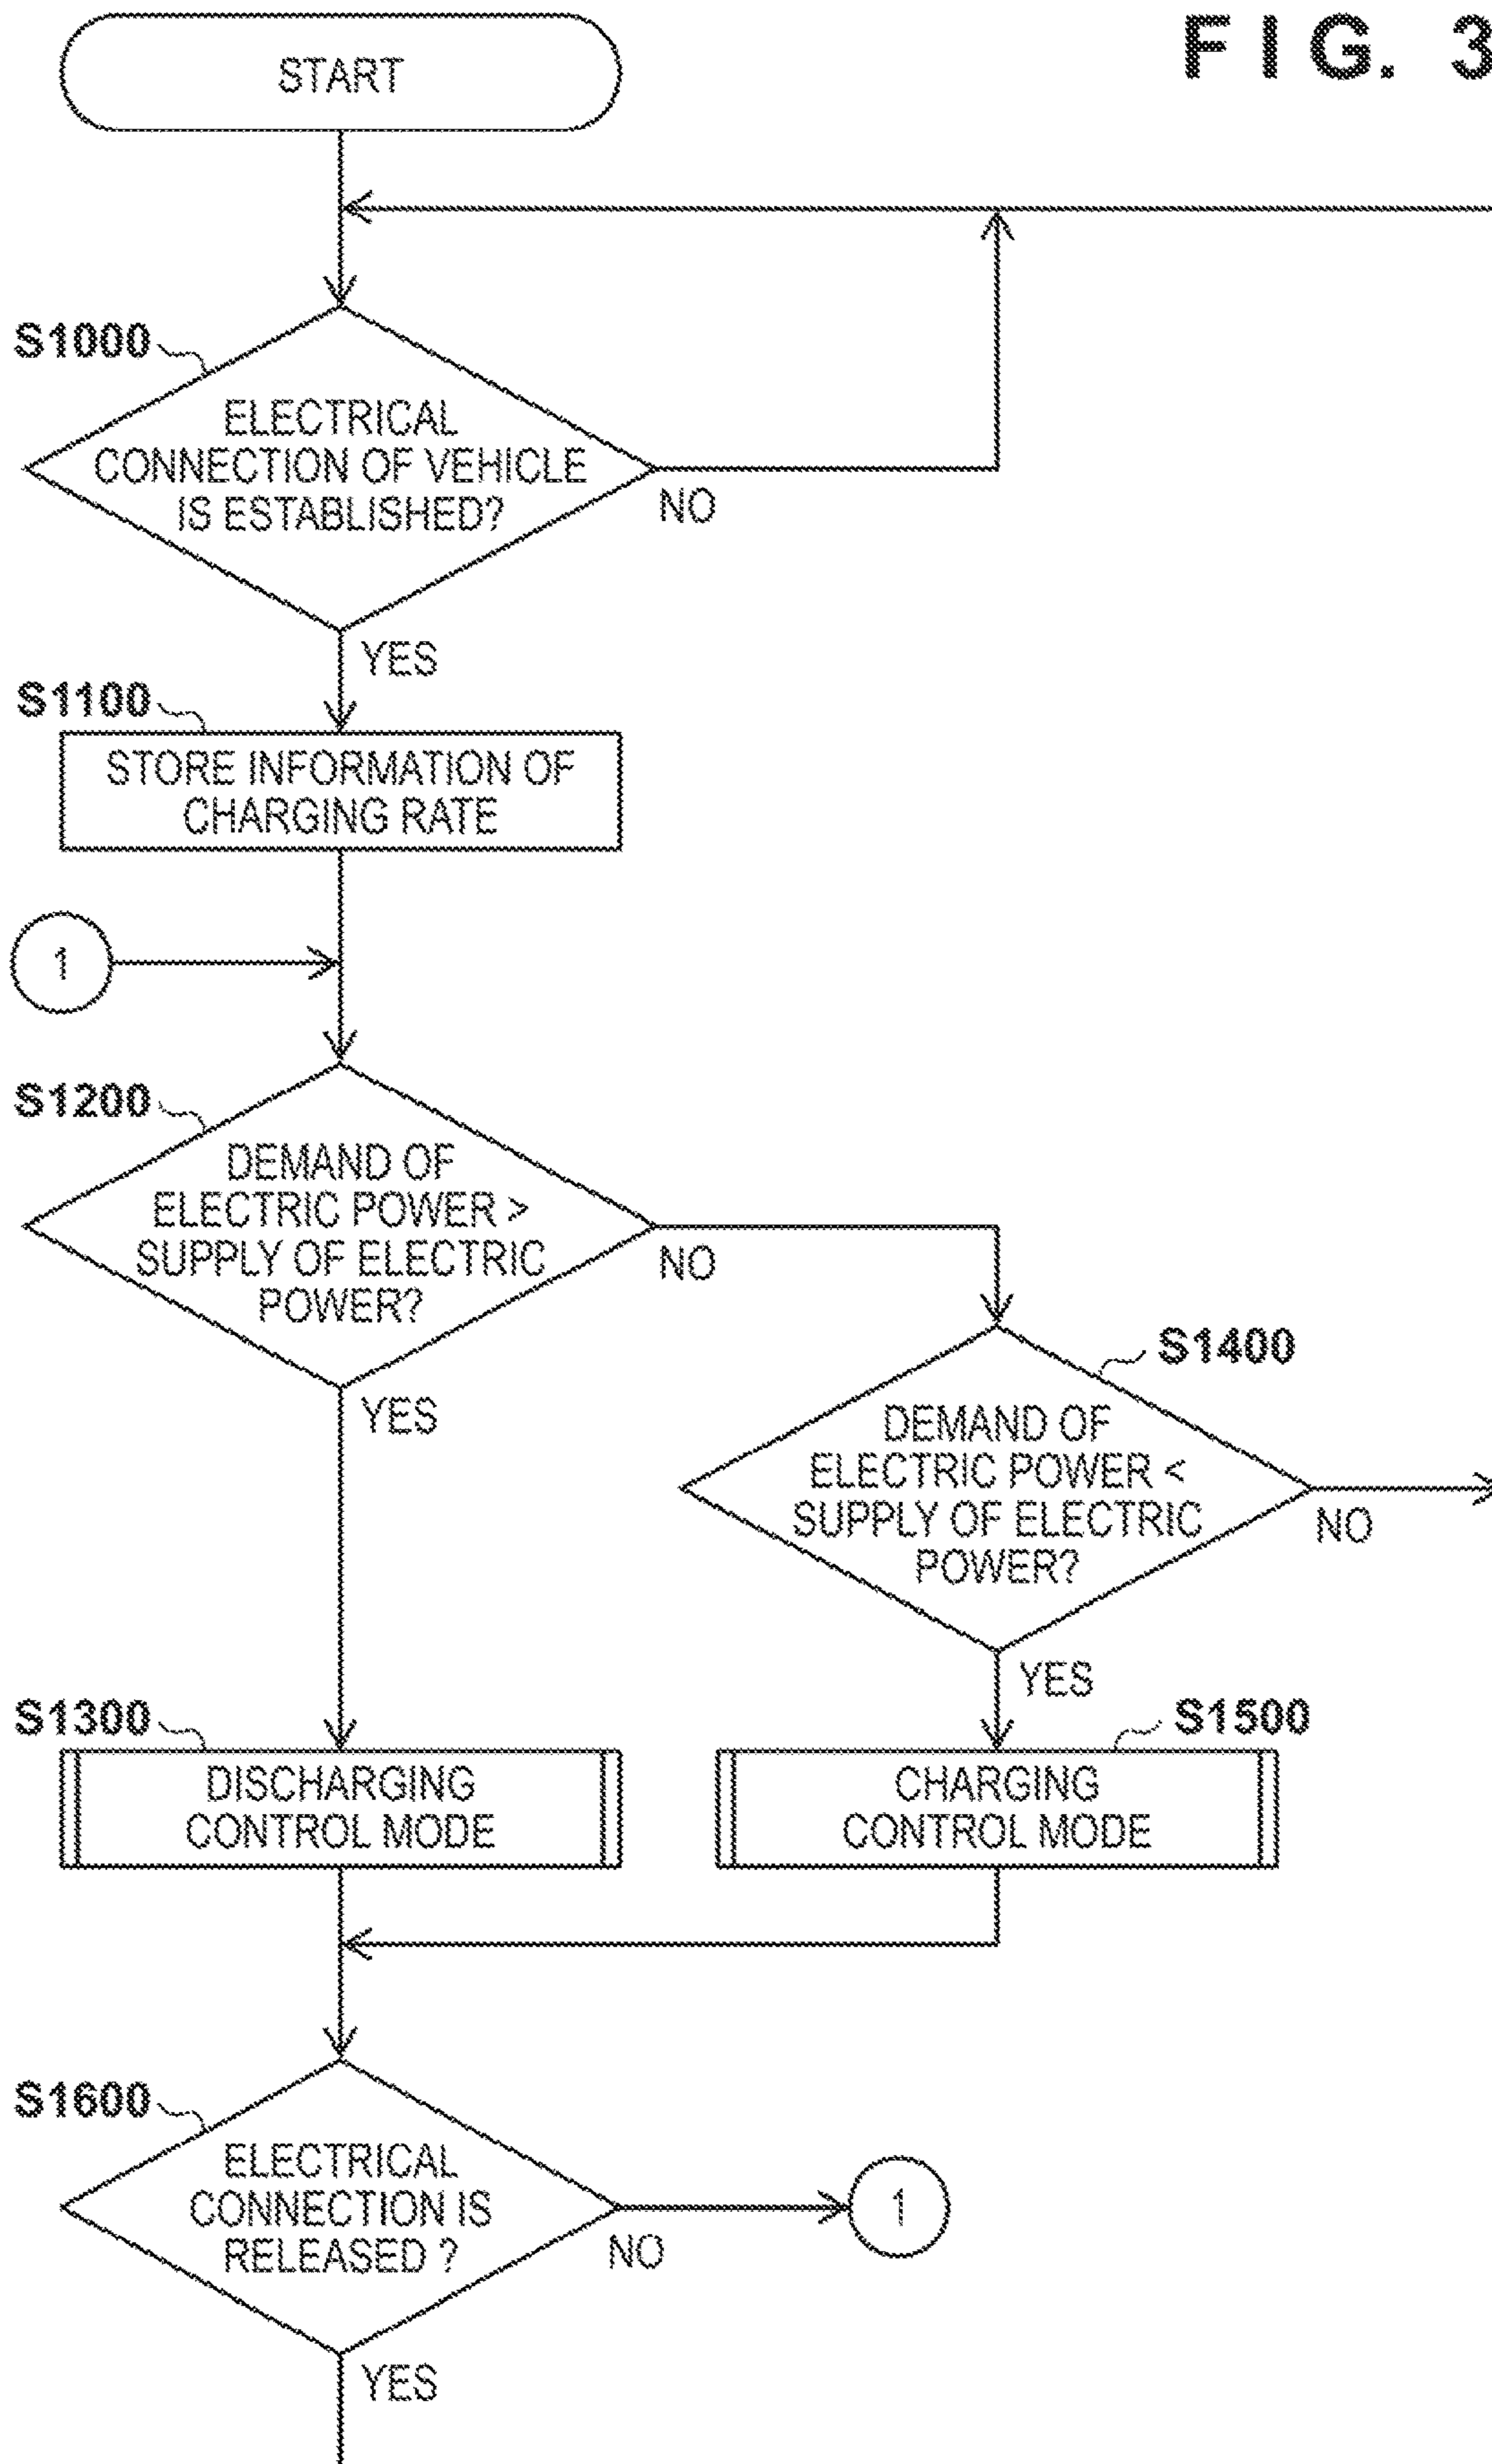 FIG. 3
START
S1000
ELECTRICAL
CONNECTION OF VEHICLE
IS ESTABLISHED?
NO
YES
S1100
STORE INFORMATION OF
CHARGING RATE
1
S1200
DEMAND OF
ELECTRIC POWER >
SUPPLY OF ELECTRIC
POWER?
NO
YES
S1400
DEMAND OF
ELECTRIC POWER <
SUPPLY OF ELECTRIC
POWER?
NO
YES
S1300
DISCHARGING
CONTROL MODE
S1500
CHARGING
CONTROL MODE
S1600
ELECTRICAL
CONNECTION IS
RELEASED ?
NO
1
YES